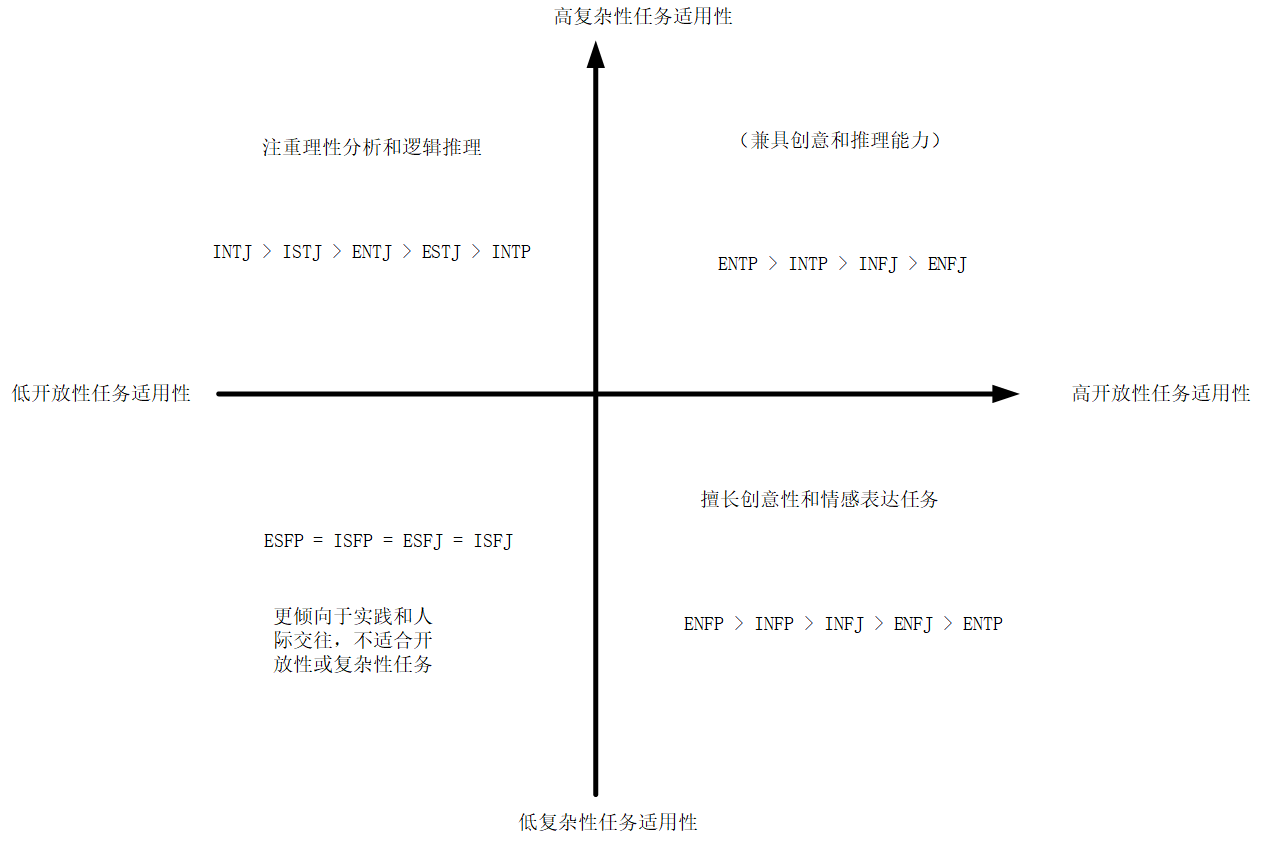 高复杂性任务适用性
注重理性分析和逻辑推理
（兼具创意和推理能力）
INTJ > ISTJ > ENTJ > ESTJ > INTP
ENTP > INTP > INFJ > ENFJ
低开放性任务适用性
高开放性任务适用性
擅长创意性和情感表达任务
ESFP = ISFP = ESFJ = ISFJ
更倾向于实践和人
际交往，不适合开
放性或复杂性任务
ENFP > INFP > INFJ > ENFJ > ENTP
低复杂性任务适用性